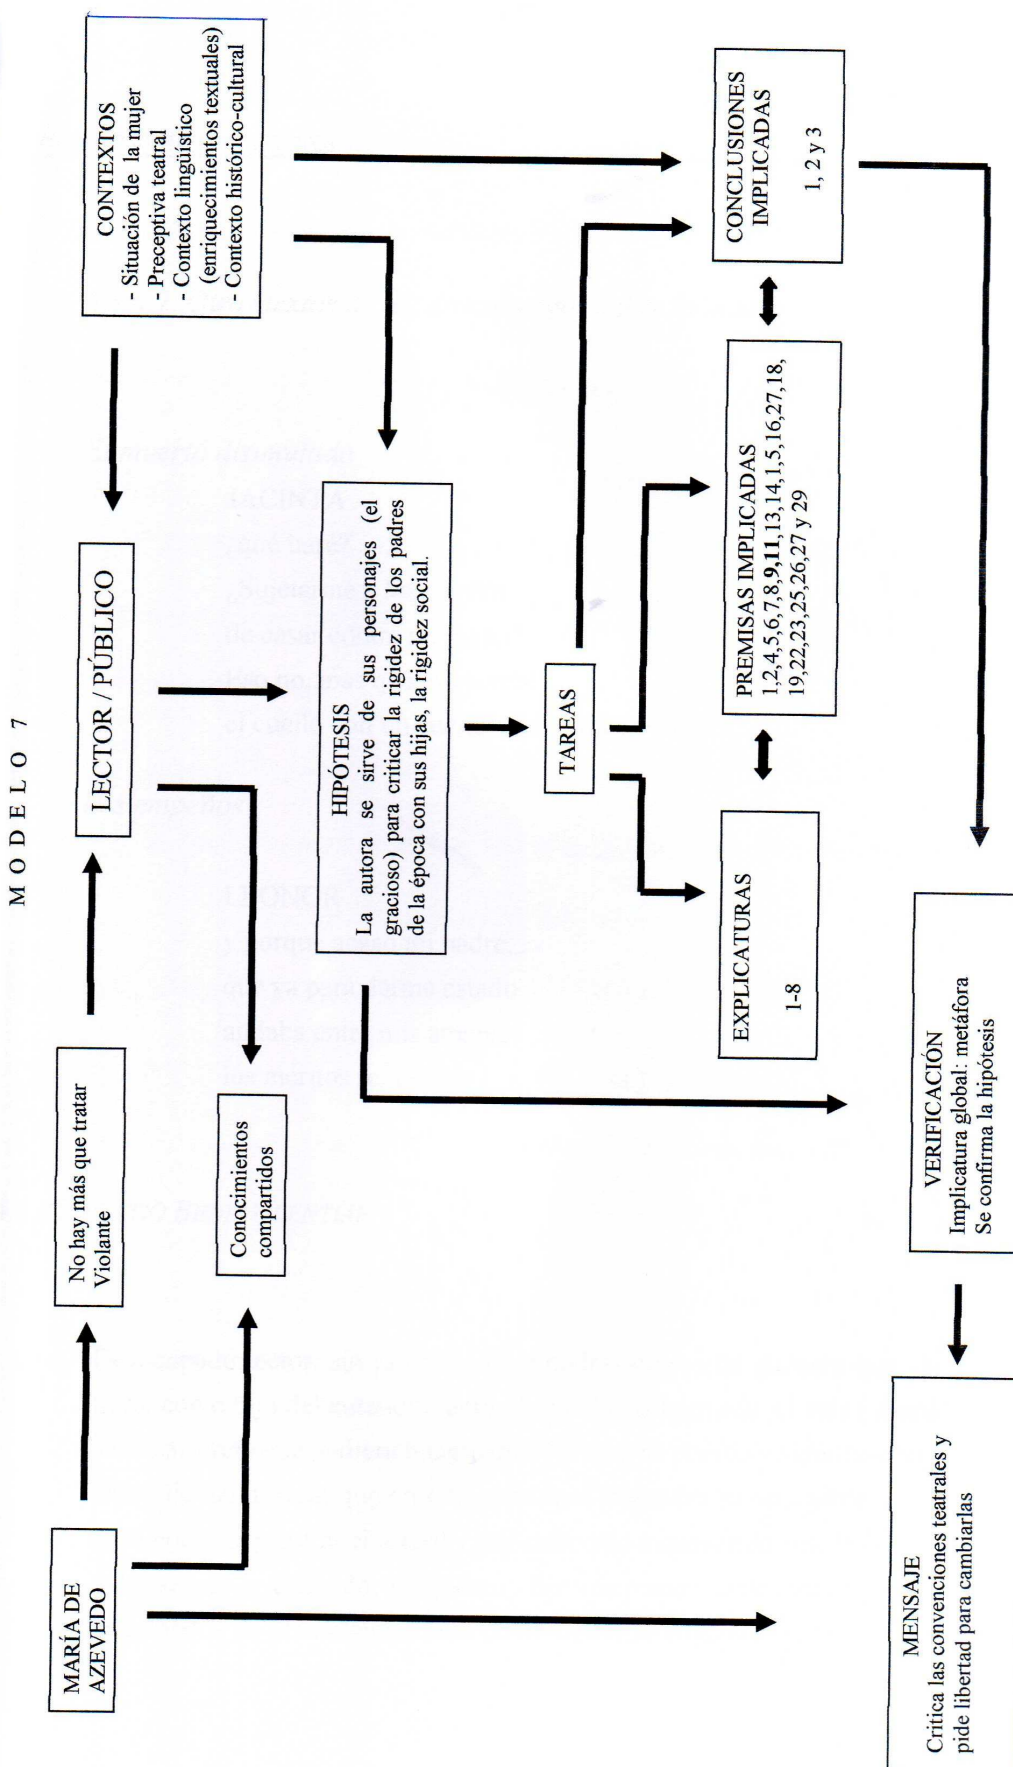 MODELO 7
MARÍA DE
AZEVEDO
No hay más que tratar
Violante
LECTOR / PÚBLICO
CONTEXTOS
- Situación de la mujer
- Preceptiva teatral
- Contexto lingüístico
(enriquecimientos textuales)
- Contexto histórico-cultural
Conocimientos
compartidos
HIPÓTESIS
La autora se sirve de sus personajes (el
gracioso) para criticar la rigidez de los padres
de la época con sus hijas, la rigidez social.
TAREAS
EXPLICATURAS
1-8
PREMISAS IMPLICADAS
1,2,4,5,6,7,8,9,11,13,14,1,5,16,27,18,
19,22,23,25,26,27 y 29
CONCLUSIONES
IMPLICADAS
1, 2 y 3
MENSAJE
Critica las convenciones teatrales y
pide libertad para cambiarlas
VERIFICACIÓN
Implicatura global: metáfora
Se confirma la hipótesis